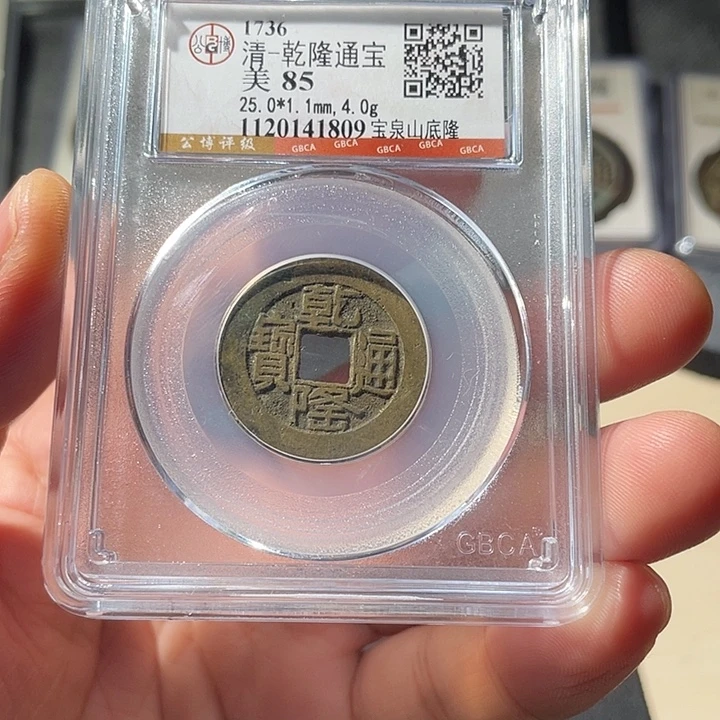 1736
清-乾隆通宝
美 85
25.0*1.1mm, 4.0g
1120141809 宝泉山底隆
公博评级 GBCA GBCA GBCA GBCA GBCA
乾隆通寶
GBCA